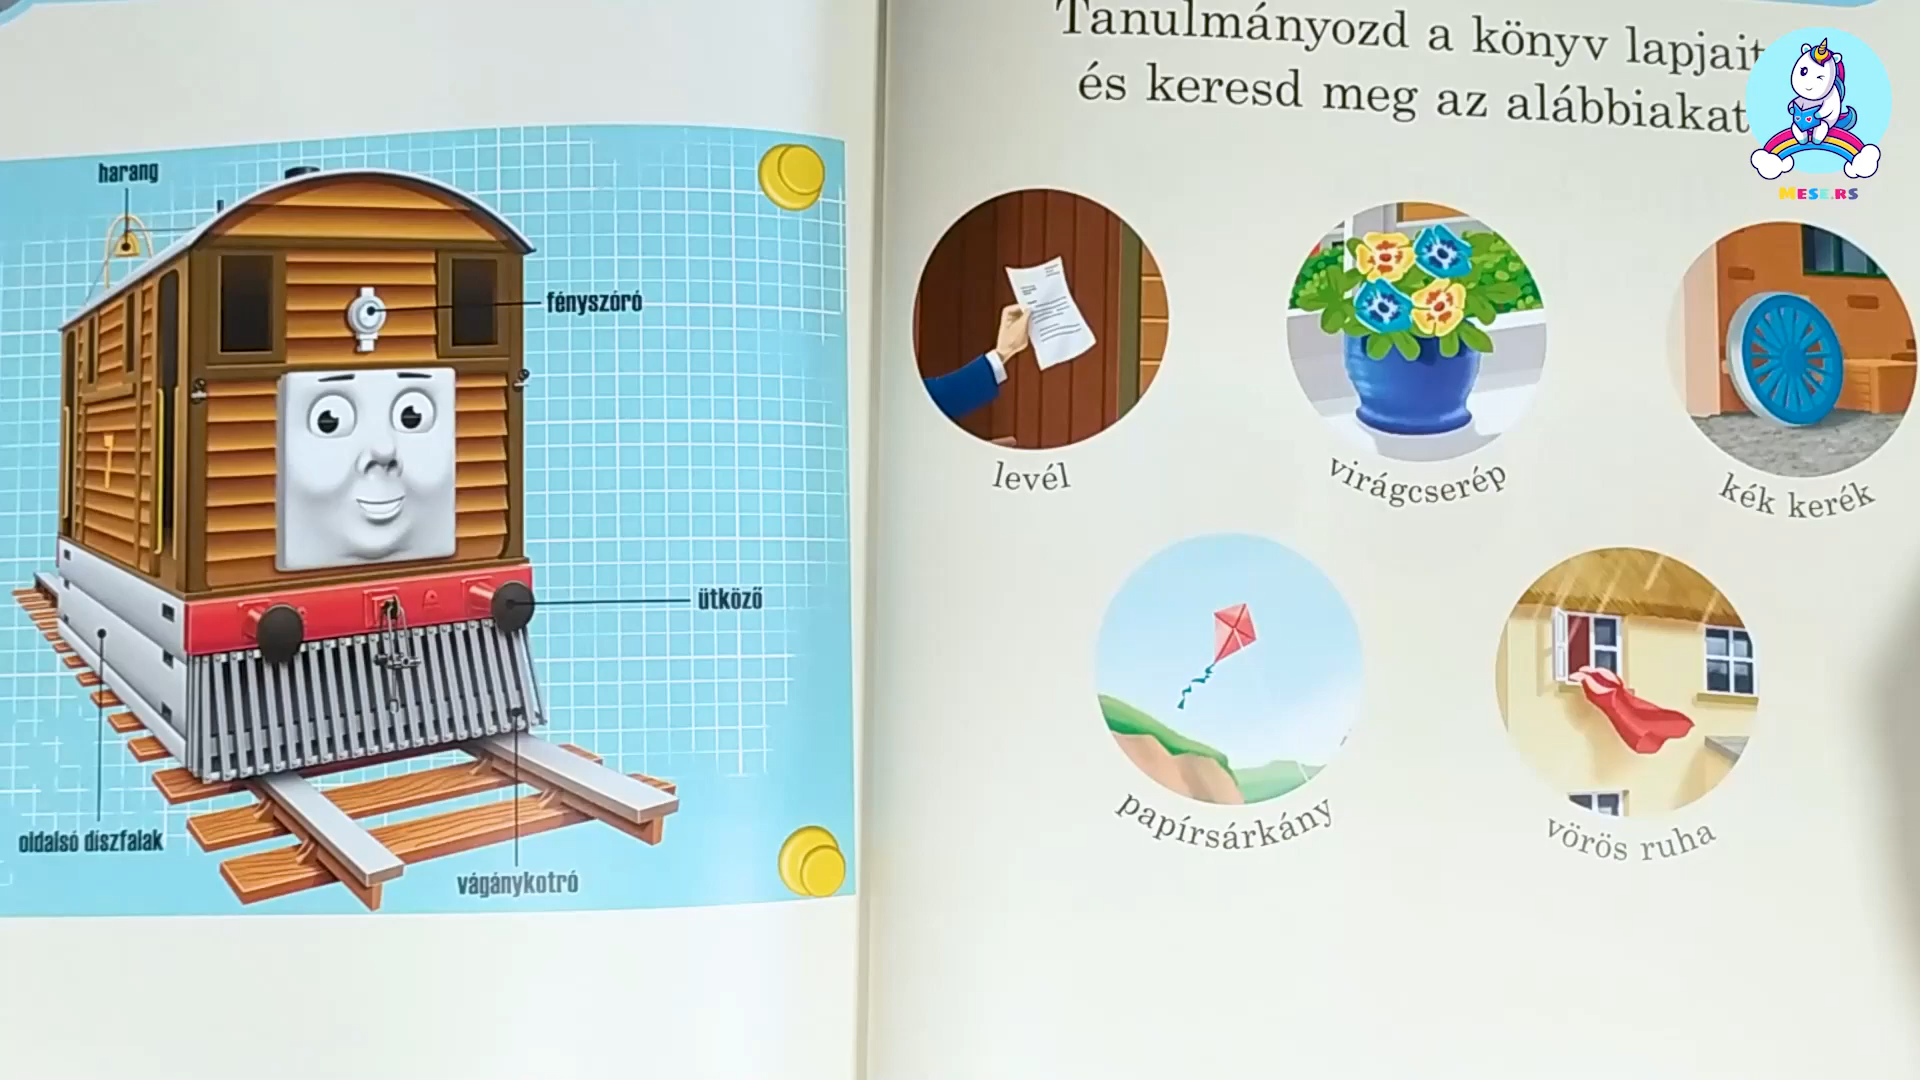 harang
fényszóró
ütköző
oldalsó díszfalak
vágánykotró
7
Tanulmányozd a könyv lapjait
és keresd meg az alábbiakat
levél
virágcserép
kék kerék
papírsárkány
vörös ruha
MESE.RS